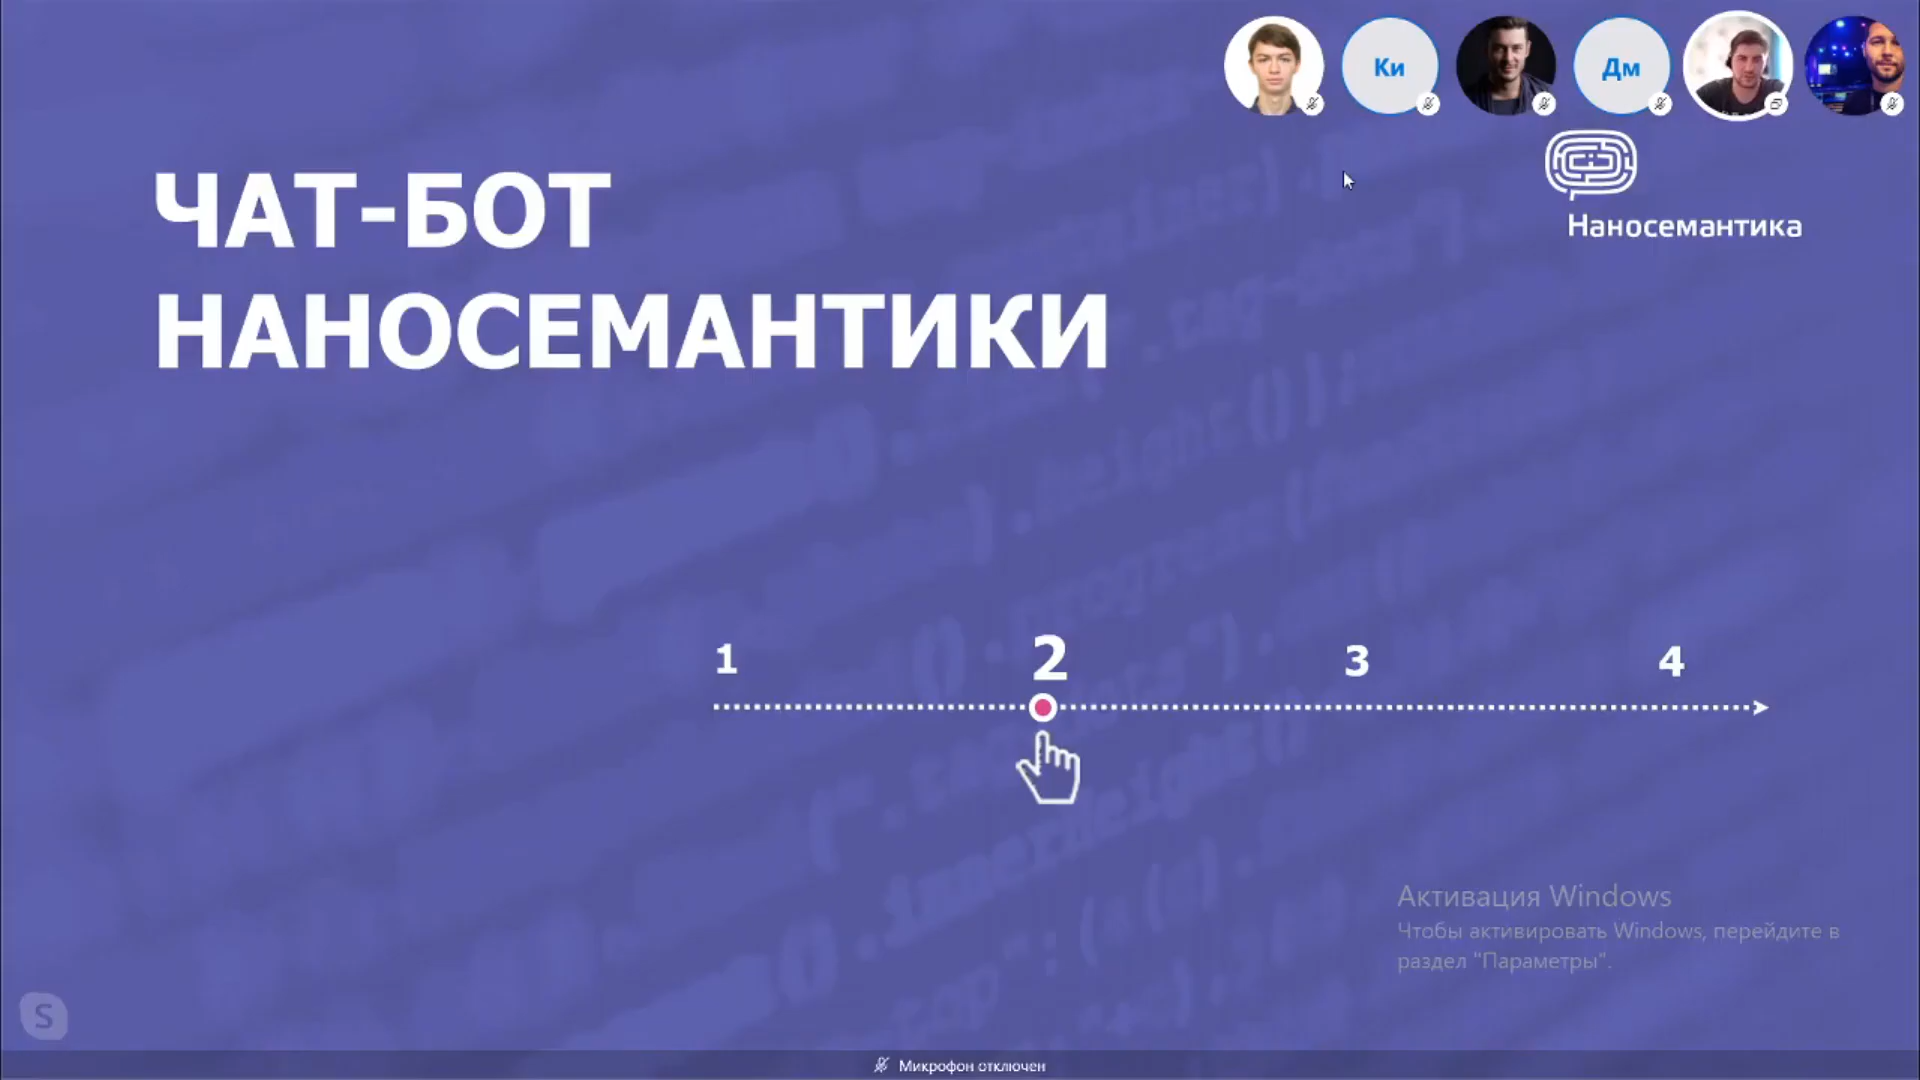 Ки
Дм
Наносемантика
ЧАТ-БОТ
НАНОСЕМАНТИКИ
1
2
3
4
Активация Windows
Чтобы активировать Windows, перейдите в
раздел "Параметры".
S
Микрофон отключен